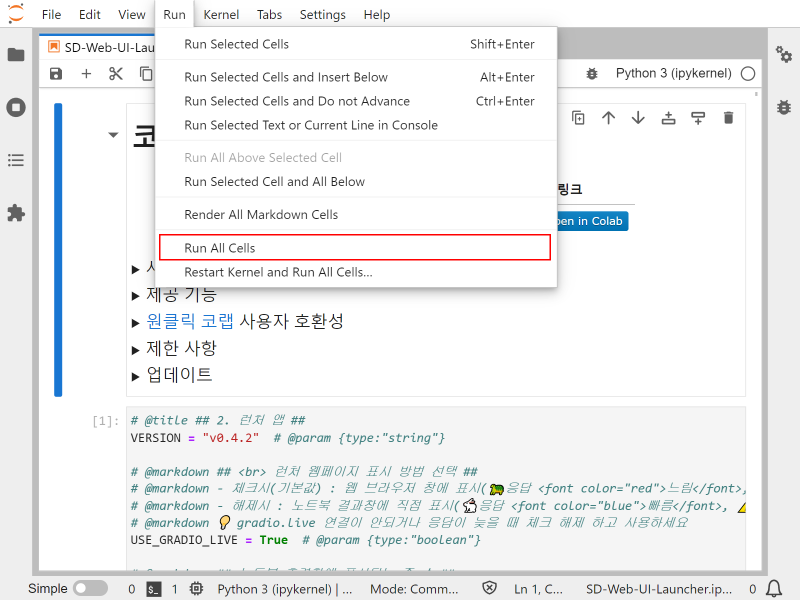 File Edit View Run Kernel Tabs Settings Help
SD-Web-UI-Lau
Run Selected Cells Shift+Enter
Run Selected Cells and Insert Below Alt+Enter
Run Selected Cells and Do not Advance Ctrl+Enter
Run Selected Text or Current Line in Console
Run All Above Selected Cell
Run Selected Cell and All Below
Render All Markdown Cells
Run All Cells
Restart Kernel and Run All Cells...
Python 3 (ipykernel)
코
링크
pen in Colab
제공 기능
원클릭 코랩 사용자 호환성
제한 사항
업데이트
[1]:
# @title ## 2. 런처 앱 ##
VERSION = "v0.4.2" # @param {type:"string"}
# @markdown ## <br> 런처 웹페이지 표시 방법 선택 ##
# @markdown - 체크시(기본값) : 웹 브라우저 창에 표시(🐢응답 <font color="red">느림</font>,
# @markdown - 해제시 : 노트북 결과창에 직접 표시(🐇응답 <font color="blue">빠름</font>, ⚠
# @markdown 💡 gradio.live 연결이 안되거나 응답이 늦을 때 체크 해제 하고 사용하세요
USE_GRADIO_LIVE = True # @param {type:"boolean"}
Simple 0 1 Python 3 (ipykernel) | ... Mode: Comm... Ln 1, C... SD-Web-UI-Launcher.ip... 0